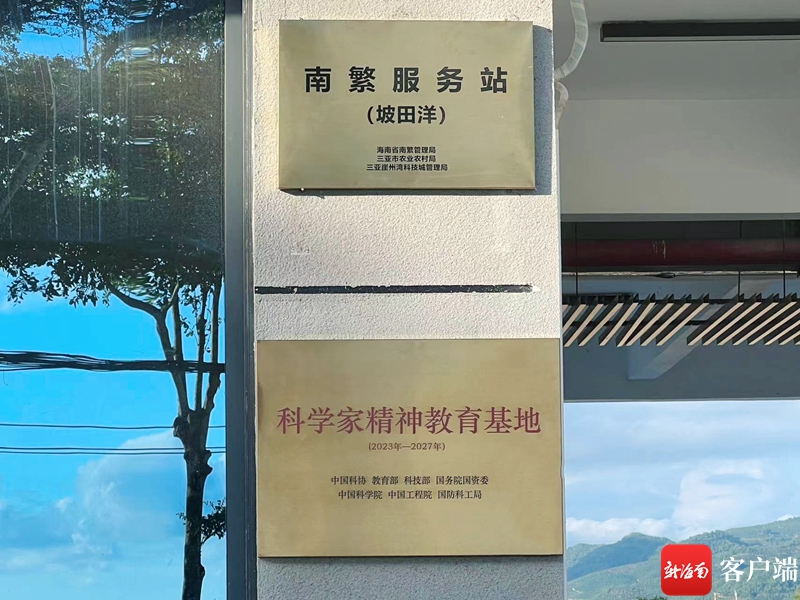 南繁服务站
(坡田洋)
海南省南繁管理局
三亚市农业农村局
三亚崖州湾科技城管理局
科学家精神教育基地
(2023年—2027年)
中国科协 教育部 科技部 国务院国资委
中国科学院 中国工程院 国防科工局
新海南 客户端